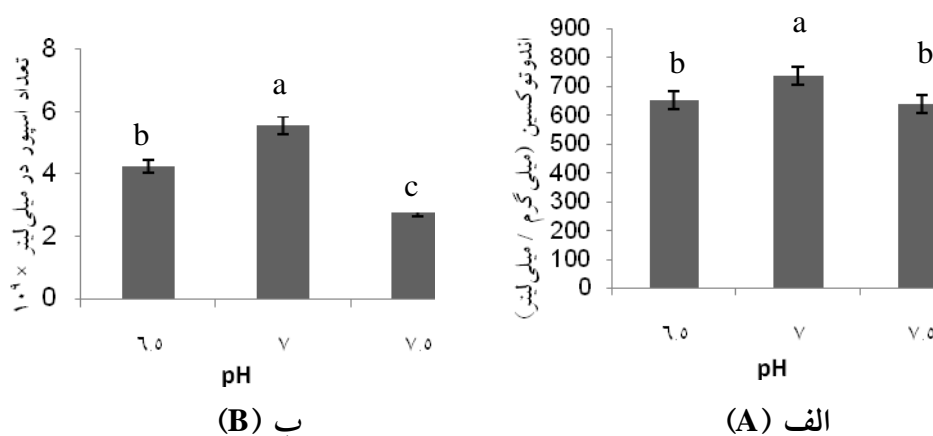 تعداد اسپور در میلی‌لیتر × ۱۰^۹
8
6
4
2
0
b
a
c
٦.٥
٧
٧.٥
pH
ب (B)
اندوتوکسین (میلی گرم / میلی‌لیتر)
900
800
700
600
500
400
300
200
100
0
b
a
b
٦.٥
٧
٧.٥
pH
الف (A)